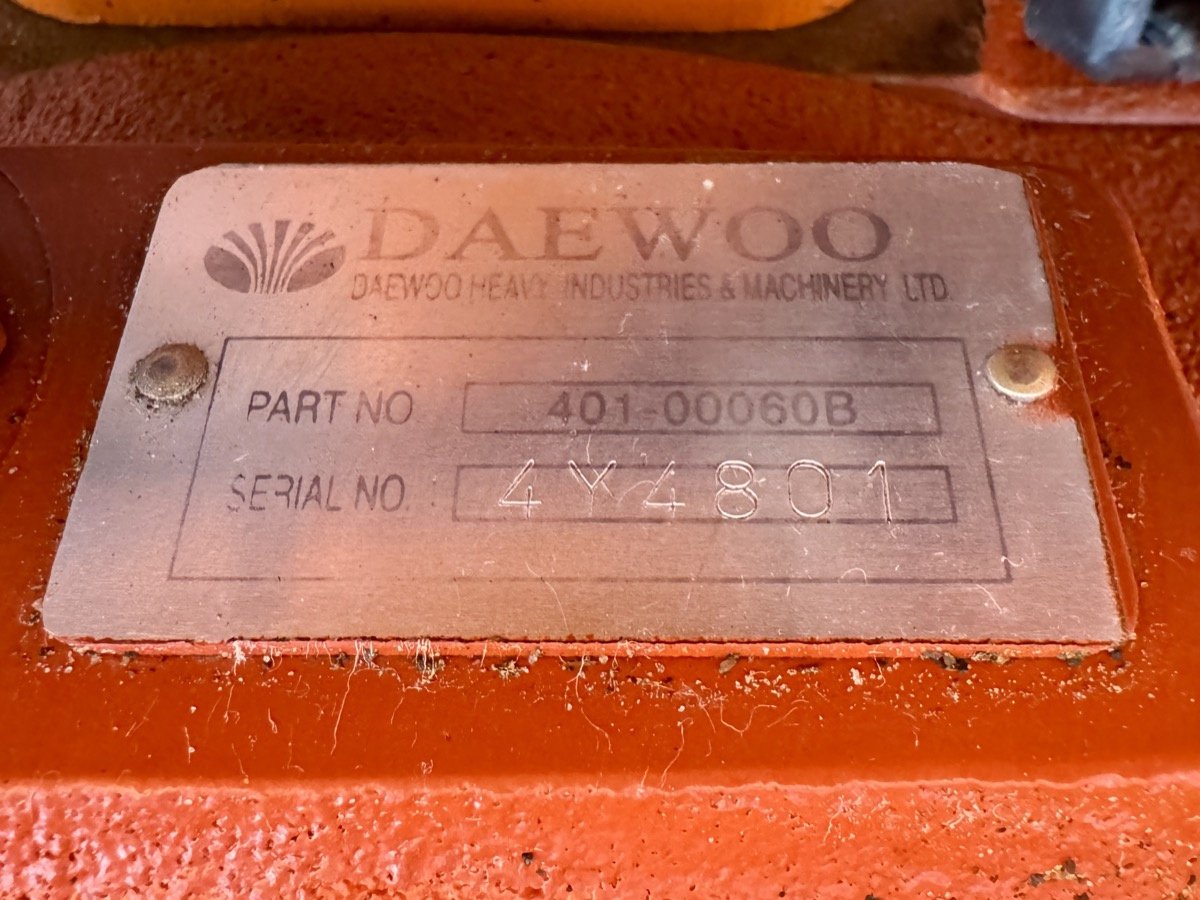 DAEWOO
DAEWOO HEAVY INDUSTRIES & MACHINERY LTD.
PART NO 401-00060B
SERIAL NO. 4Y4801